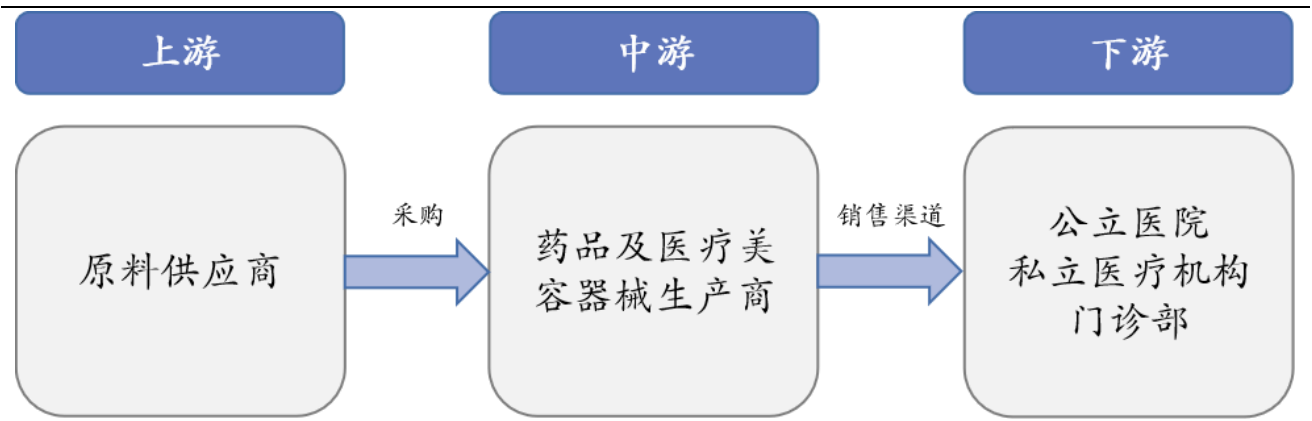 上游
中游
下游
原料供应商
采购
药品及医疗美
容器械生产商
销售渠道
公立医院
私立医疗机构
门诊部